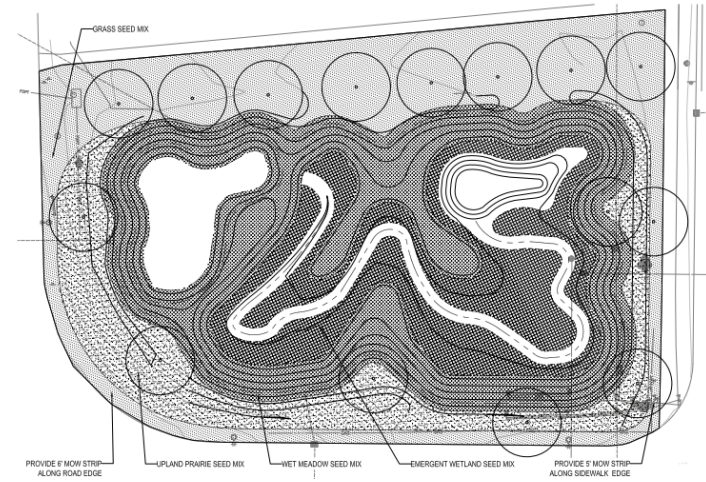 GRASS SEED MIX
PROVIDE 6' MOW STRIP
ALONG ROAD EDGE
UPLAND PRAIRIE SEED MIX
WET MEADOW SEED MIX
EMERGENT WETLAND SEED MIX
PROVIDE 5' MOW STRIP
ALONG SIDEWALK EDGE